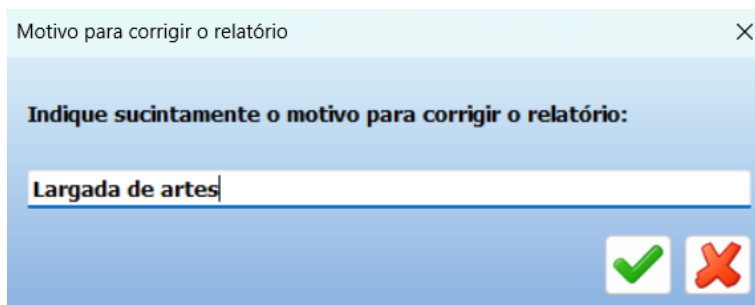 Motivo para corrigir o relatório
Indique sucintamente o motivo para corrigir o relatório:
Largada de artes